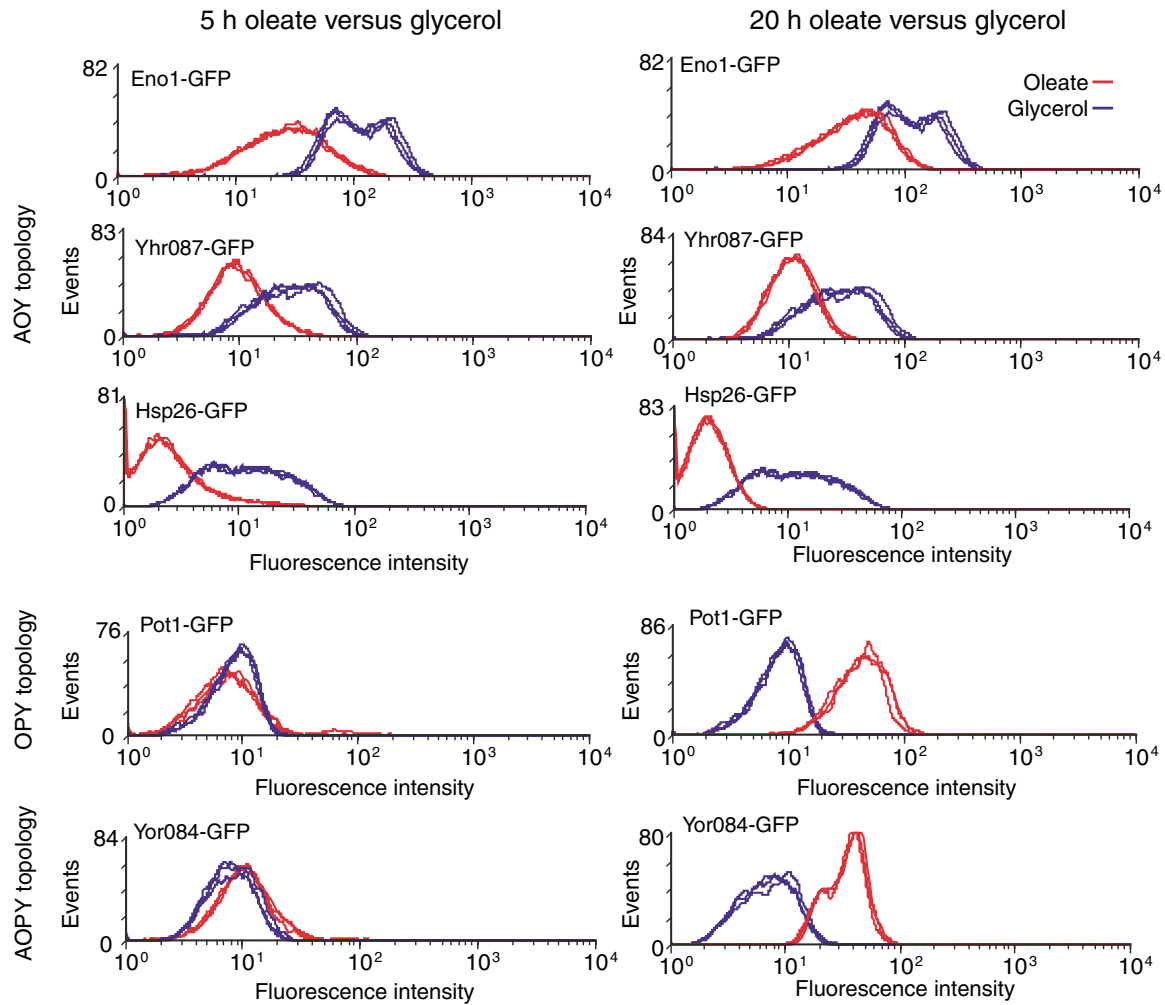 5 h oleate versus glycerol
20 h oleate versus glycerol
AOY topology
82
Eno1-GFP
0
10^0 10^1 10^2 10^3 10^4
82
Eno1-GFP
Oleate
Glycerol
0
10^0 10^1 10^2 10^3 10^4
83
Yhr087-GFP
Events
0
10^0 10^1 10^2 10^3 10^4
84
Yhr087-GFP
Events
0
10^0 10^1 10^2 10^3 10^4
81
Hsp26-GFP
0
10^0 10^1 10^2 10^3 10^4
Fluorescence intensity
83
Hsp26-GFP
0
10^0 10^1 10^2 10^3 10^4
Fluorescence intensity
OPY topology
76
Pot1-GFP
Events
0
10^0 10^1 10^2 10^3 10^4
Fluorescence intensity
86
Pot1-GFP
Events
0
10^0 10^1 10^2 10^3 10^4
Fluorescence intensity
AOPY topology
84
Yor084-GFP
Events
0
10^0 10^1 10^2 10^3 10^4
Fluorescence intensity
80
Yor084-GFP
Events
0
10^0 10^1 10^2 10^3 10^4
Fluorescence intensity